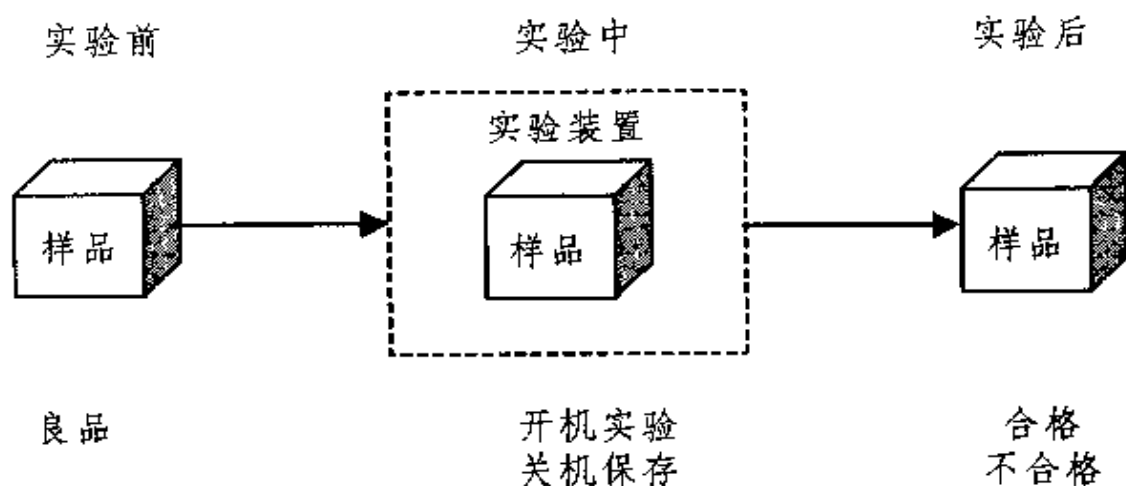 实验前
实验中
实验后
实验装置
样品
样品
样品
良品
开机实验
关机保存
合格
不合格